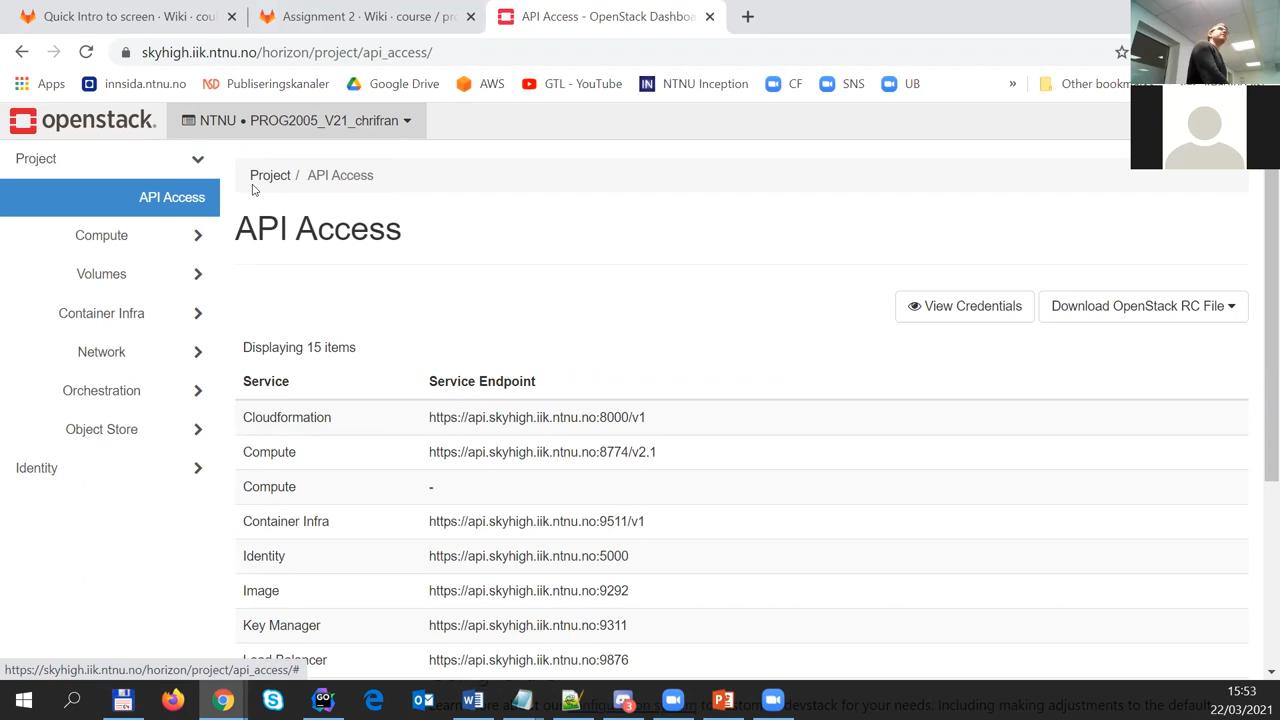 Quick Intro to screen · Wiki · cou
Assignment 2 · Wiki · course / pro
API Access - OpenStack Dashboa
skyhigh.iik.ntnu.no/horizon/project/api_access/
Apps
innsida.ntnu.no
Publiseringskanaler
Google Drive
AWS
GTL - YouTube
NTNU Inception
CF
SNS
UB
»
Other bookm
openstack.
NTNU • PROG2005_V21_chrifran
Project
API Access
Compute
Volumes
Container Infra
Network
Orchestration
Object Store
Identity
Project / API Access
API Access
View Credentials
Download OpenStack RC File
Displaying 15 items
Service Service Endpoint
Cloudformation https://api.skyhigh.iik.ntnu.no:8000/v1
Compute https://api.skyhigh.iik.ntnu.no:8774/v2.1
Compute -
Container Infra https://api.skyhigh.iik.ntnu.no:9511/v1
Identity https://api.skyhigh.iik.ntnu.no:5000
Image https://api.skyhigh.iik.ntnu.no:9292
Key Manager https://api.skyhigh.iik.ntnu.no:9311
Load Balancer https://api.skyhigh.iik.ntnu.no:9876
https://skyhigh.iik.ntnu.no/horizon/project/api_access/#
15:53
22/03/2021